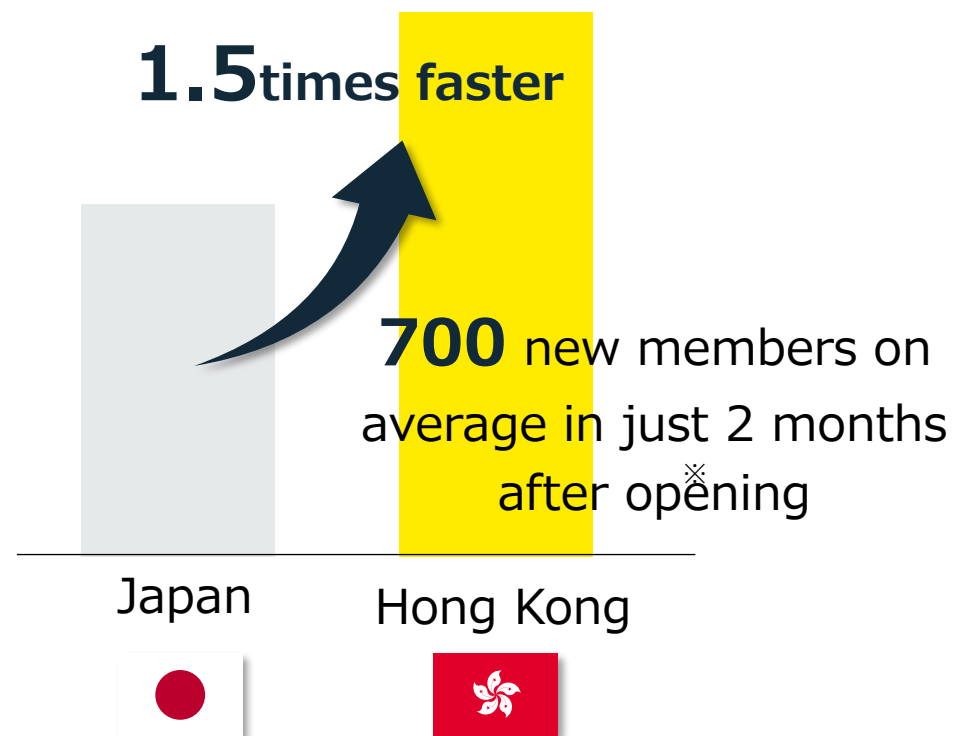 1.5times faster
700 new members on
average in just 2 months
after opening
※
Japan
Hong Kong